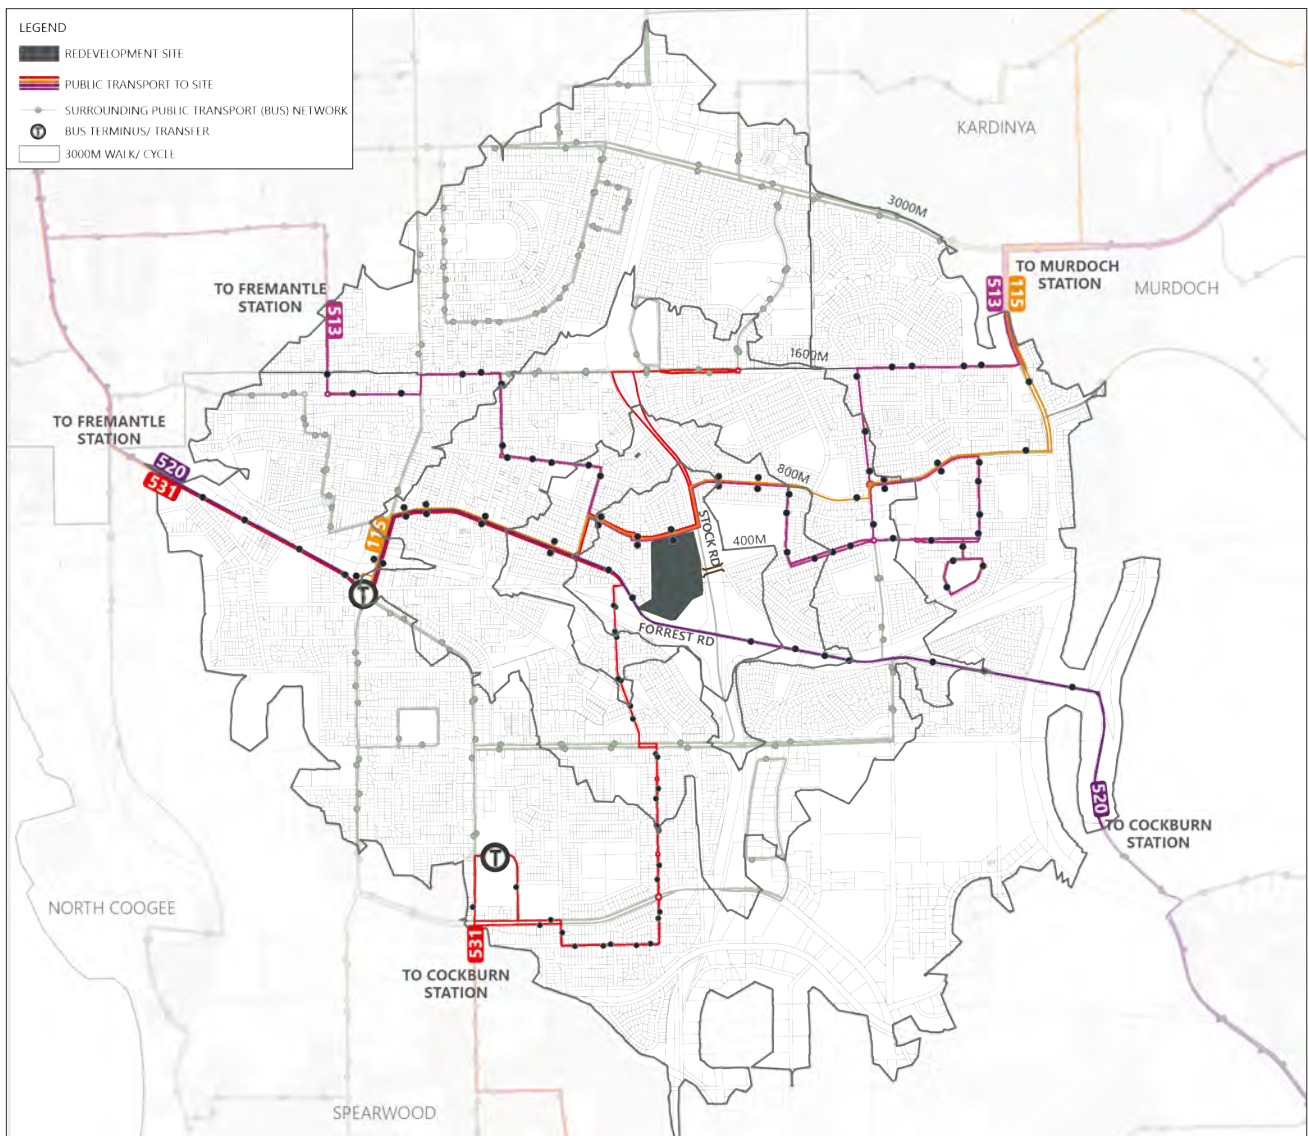 LEGEND
REDEVELOPMENT SITE
PUBLIC TRANSPORT TO SITE
SURROUNDING PUBLIC TRANSPORT (BUS) NETWORK
T
BUS TERMINUS/ TRANSFER
3000M WALK/ CYCLE
KARDINYA
3000M
TO MURDOCH
STATION
513
115
MURDOCH
TO FREMANTLE
STATION
513
1600M
TO FREMANTLE
STATION
520
531
800M
115
STOCK RD
400M
T
FORREST RD
520
TO COCKBURN
STATION
T
NORTH COOGEE
531
TO COCKBURN
STATION
SPEARWOOD